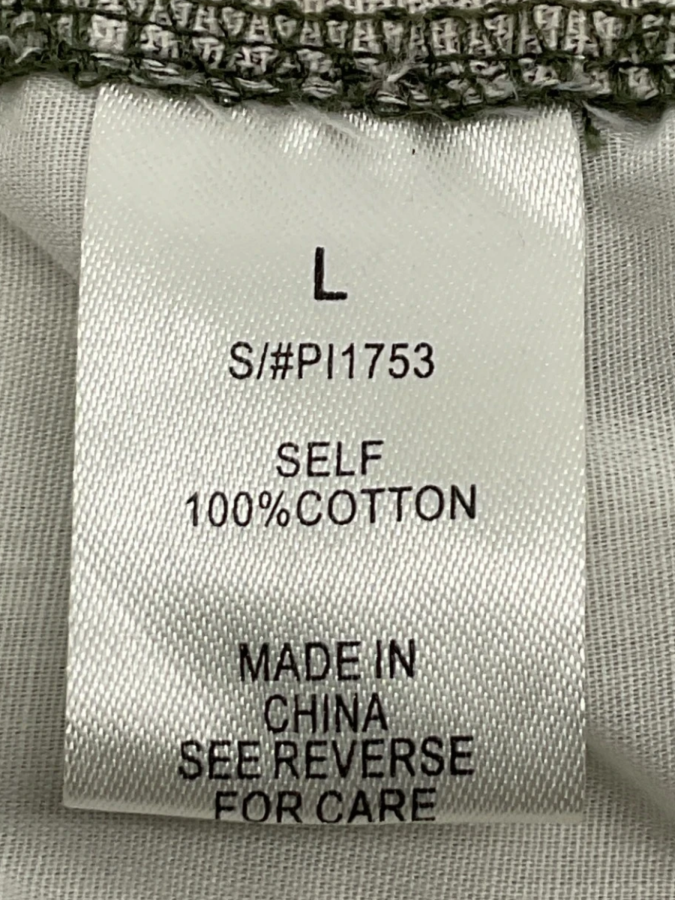 L
S/#PI1753
SELF
100%COTTON
MADE IN
CHINA
SEE REVERSE
FOR CARE